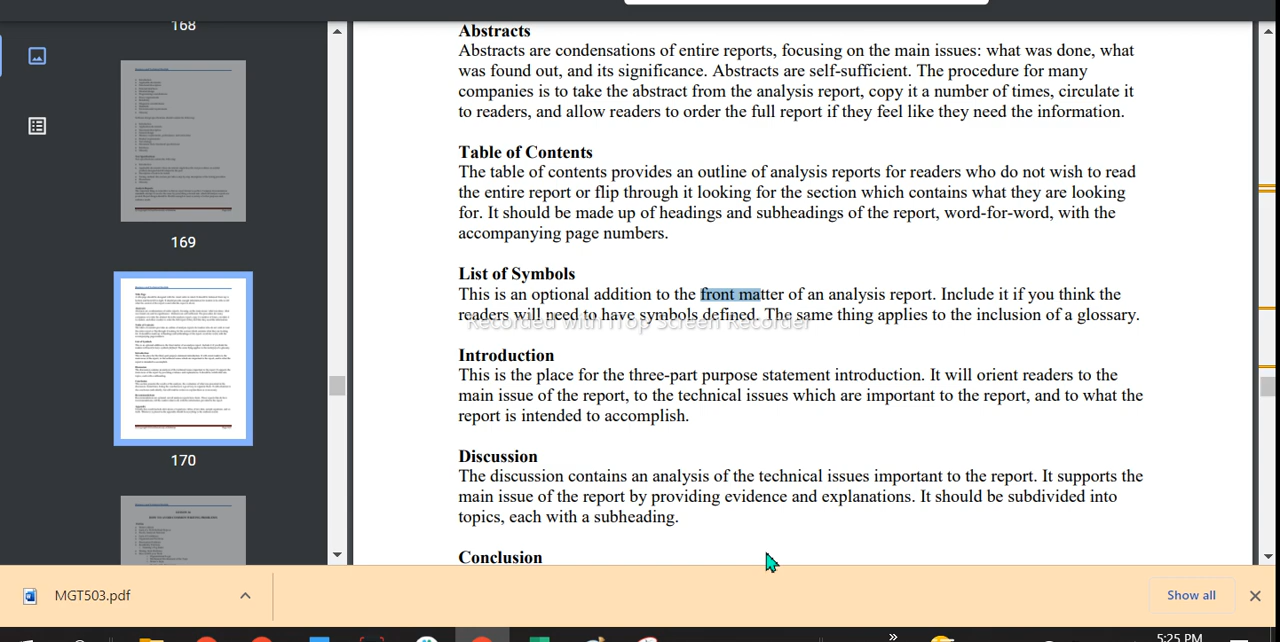 168
169
170
Abstracts
Abstracts are condensations of entire reports, focusing on the main issues: what was done, what
was found out, and its significance. Abstracts are self-sufficient. The procedure for many
companies is to take the abstract from the analysis report, copy it a number of times, circulate it
to readers, and allow readers to order the full report if they feel like they need the information.
Table of Contents
The table of contents provides an outline of analysis reports for readers who do not wish to read
the entire report or flip through it looking for the section which contains what they are looking
for. It should be made up of headings and subheadings of the report, word-for-word, with the
accompanying page numbers.
List of Symbols
This is an optional addition to the front matter of an analysis report. Include it if you think the
readers will need to have symbols defined. The same thing applies to the inclusion of a glossary.
Recorded with iTop Screen Recorder
Introduction
This is the place for the three-part purpose statement introduction. It will orient readers to the
main issue of the report, to the technical issues which are important to the report, and to what the
report is intended to accomplish.
Discussion
The discussion contains an analysis of the technical issues important to the report. It supports the
main issue of the report by providing evidence and explanations. It should be subdivided into
topics, each with a subheading.
Conclusion
MGT503.pdf
Show all
5:25 PM